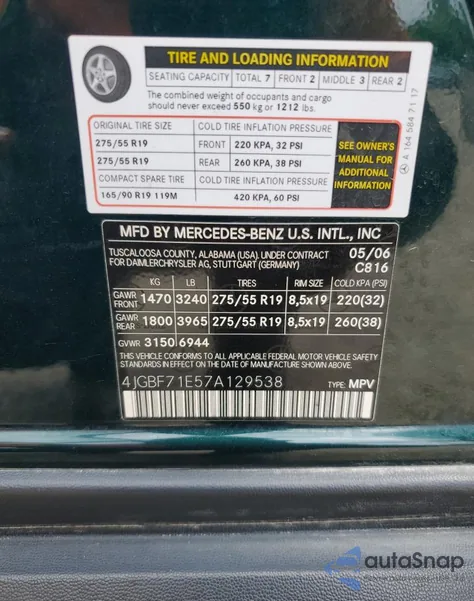 TIRE AND LOADING INFORMATION
SEATING CAPACITY TOTAL 7 FRONT 2 MIDDLE 3 REAR 2
The combined weight of occupants and cargo
should never exceed 550 kg or 1212 lbs.
ORIGINAL TIRE SIZE COLD TIRE INFLATION PRESSURE
275/55 R19 FRONT 220 KPA, 32 PSI
275/55 R19 REAR 260 KPA, 38 PSI
COMPACT SPARE TIRE COLD TIRE INFLATION PRESSURE
165/90 R19 119M 420 KPA, 60 PSI
SEE OWNER'S
MANUAL FOR
ADDITIONAL
INFORMATION
A 164 584 71 17
MFD BY MERCEDES-BENZ U.S. INTL., INC
TUSCALOOSA COUNTY, ALABAMA (USA), UNDER CONTRACT 05/06
FOR DAIMLERCHRYSLER AG, STUTTGART (GERMANY) C816
KG LB TIRES RIM SIZE COLD KPA(PSI)
GAWR FRONT 1470 3240 275/55 R19 8,5x19 220(32)
GAWR REAR 1800 3965 275/55 R19 8,5x19 260(38)
GVWR 3150 6944
THIS VEHICLE CONFORMS TO ALL APPLICABLE FEDERAL MOTOR VEHICLE SAFETY
STANDARDS IN EFFECT ON THE DATE OF MANUFACTURE SHOWN ABOVE.
4JGBF71E57A129538 TYPE: MPV
autoSnap